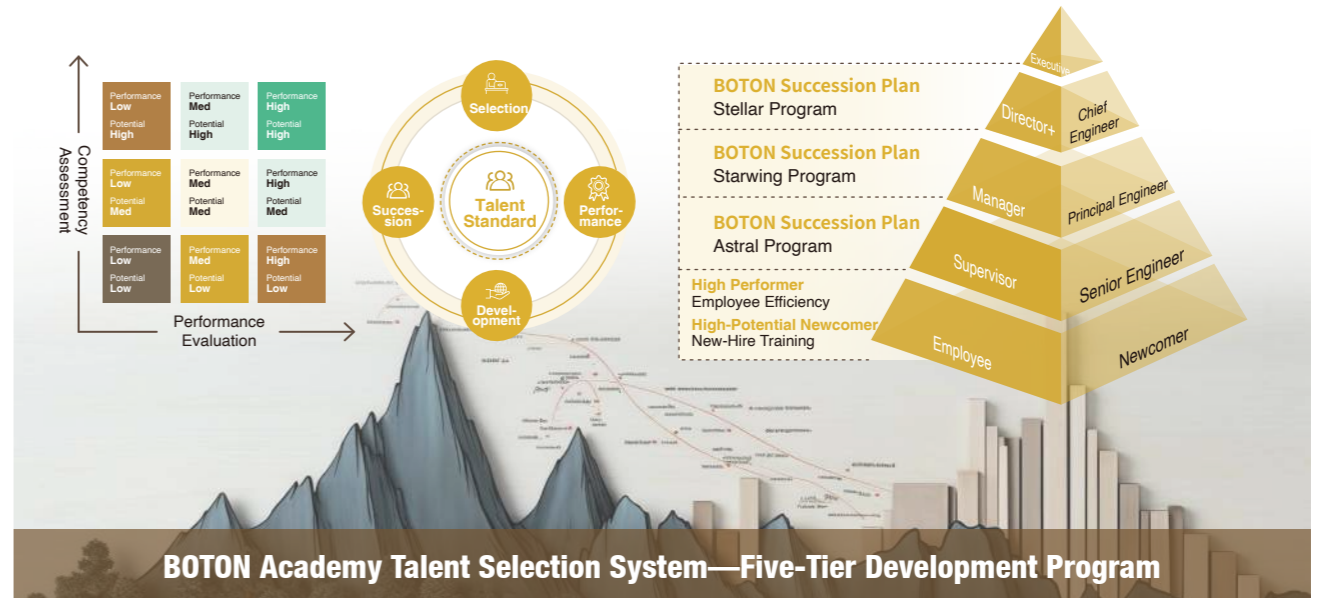 Competency
Assessment
Performance
Low
Potential
High
Performance
Med
Potential
High
Performance
High
Potential
High
Performance
Low
Potential
Med
Performance
Med
Potential
Med
Performance
High
Potential
Med
Performance
Low
Potential
Low
Performance
Med
Potential
Low
Performance
High
Potential
Low
Performance
Evaluation
Selection
Succes-
sion
Talent
Standard
Perfor-
mance
Devel-
opment
BOTON Succession Plan
Stellar Program
BOTON Succession Plan
Starwing Program
BOTON Succession Plan
Astral Program
High Performer
Employee Efficiency
High-Potential Newcomer
New-Hire Training
Executive
Director+
Chief
Engineer
Manager
Principal Engineer
Supervisor
Senior Engineer
Employee
Newcomer
BOTON Academy Talent Selection System—Five-Tier Development Program